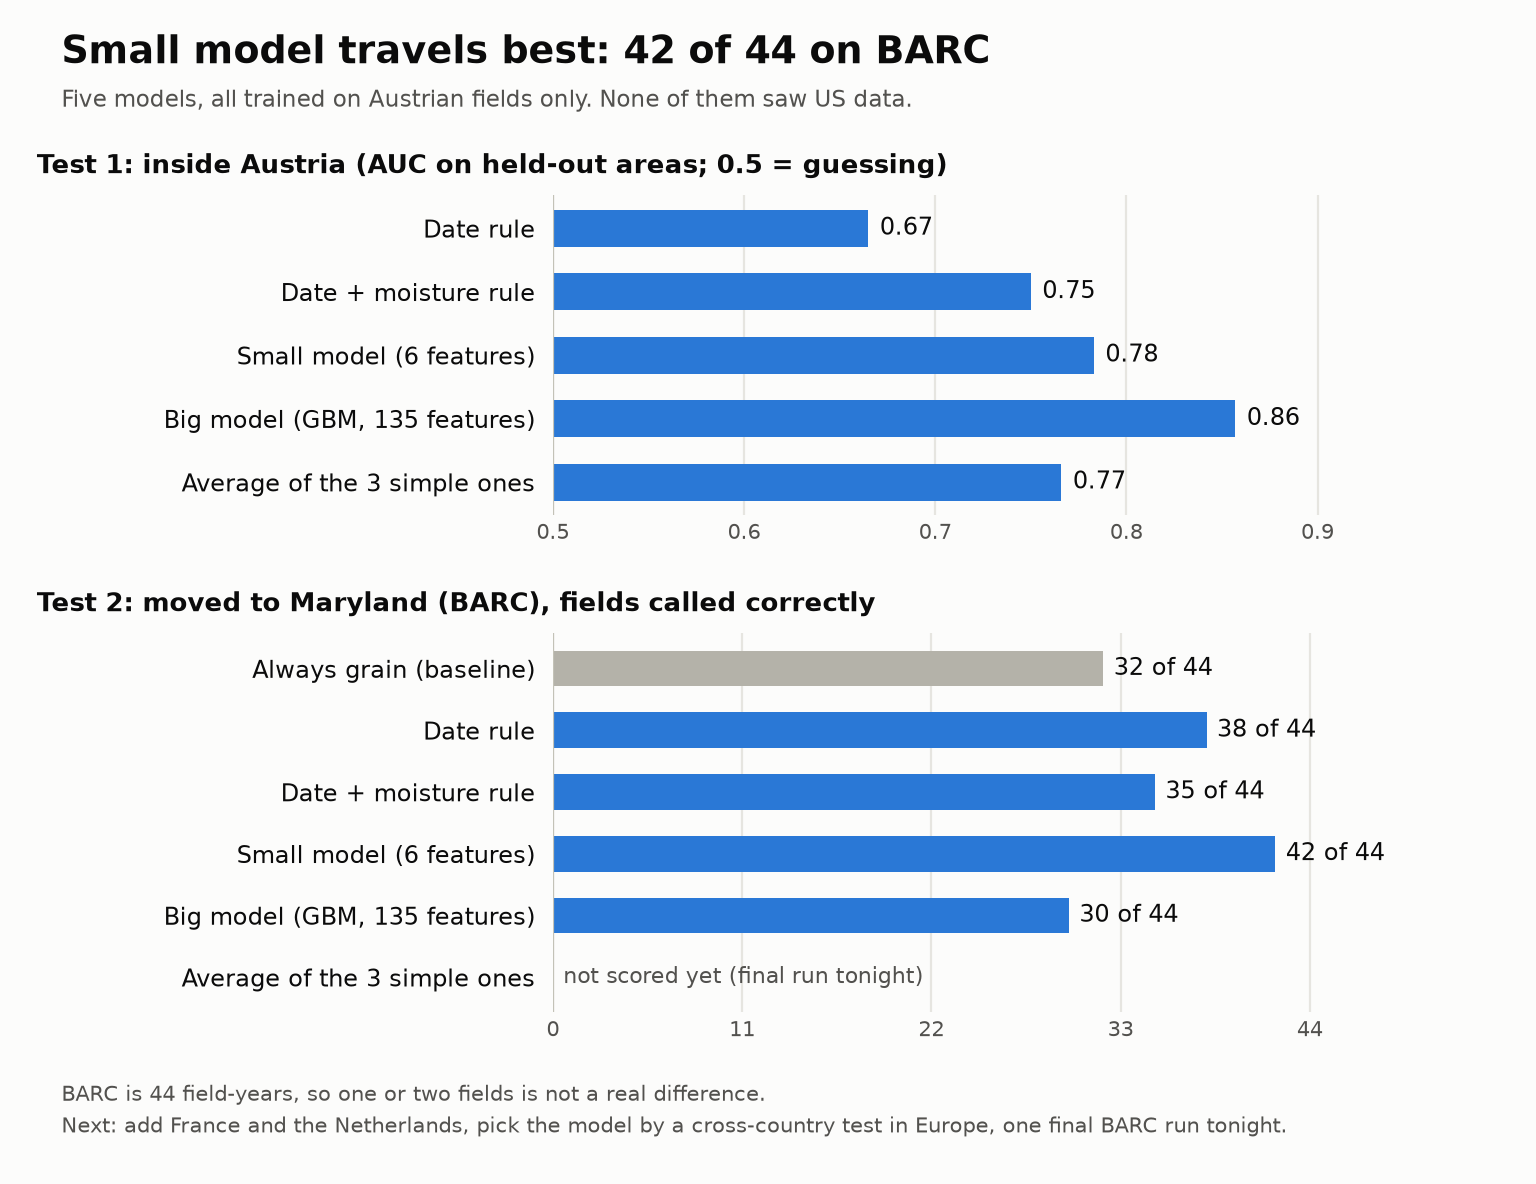 Small model travels best: 42 of 44 on BARC
Five models, all trained on Austrian fields only. None of them saw US data.
Test 1: inside Austria (AUC on held-out areas; 0.5 = guessing)
Date rule 0.67
Date + moisture rule 0.75
Small model (6 features) 0.78
Big model (GBM, 135 features) 0.86
Average of the 3 simple ones 0.77
0.5 0.6 0.7 0.8 0.9
Test 2: moved to Maryland (BARC), fields called correctly
Always grain (baseline) 32 of 44
Date rule 38 of 44
Date + moisture rule 35 of 44
Small model (6 features) 42 of 44
Big model (GBM, 135 features) 30 of 44
Average of the 3 simple ones not scored yet (final run tonight)
0 11 22 33 44
BARC is 44 field-years, so one or two fields is not a real difference.
Next: add France and the Netherlands, pick the model by a cross-country test in Europe, one final BARC run tonight.